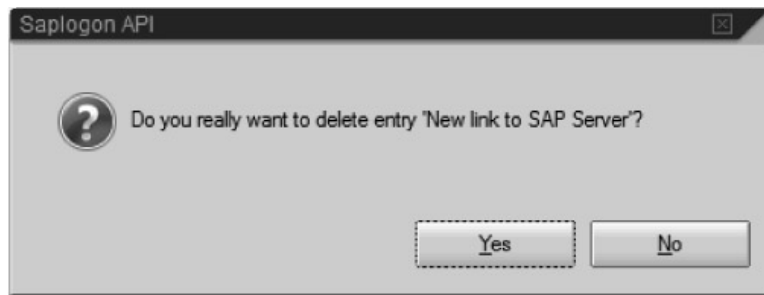 Saplogon API
Do you really want to delete entry 'New link to SAP Server'?
Yes No